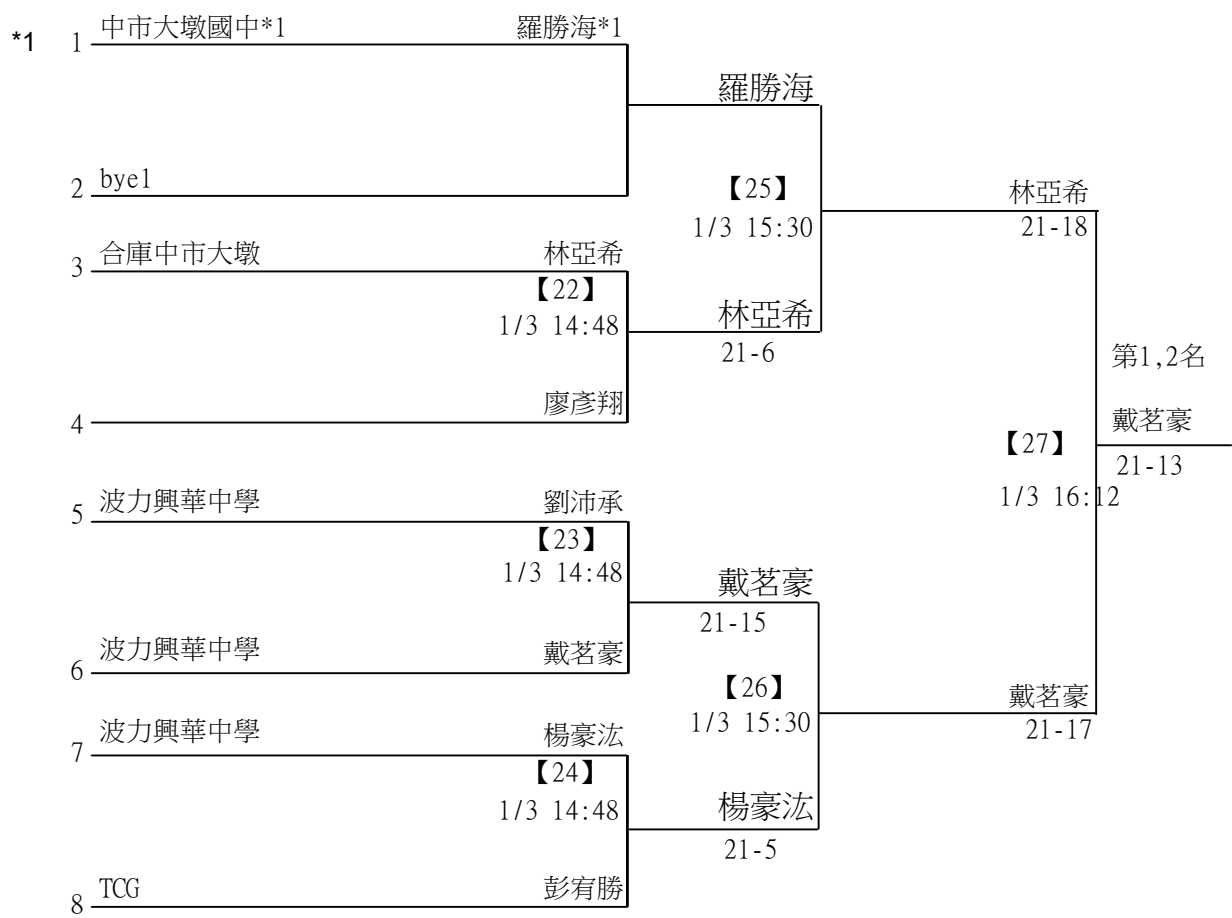 *1 1 中市大墩國中*1 羅勝海*1
羅勝海
2 bye1
【25】
1/3 15:30
林亞希
21-18
3 合庫中市大墩 林亞希
【22】
1/3 14:48
林亞希
21-6
4 廖彥翔
第1,2名
戴茗豪
21-13
【27】
1/3 16:12
5 波力興華中學 劉沛承
【23】
1/3 14:48
戴茗豪
21-15
6 波力興華中學 戴茗豪
【26】
1/3 15:30
戴茗豪
21-17
7 波力興華中學 楊豪汯
【24】
1/3 14:48
楊豪汯
21-5
8 TCG 彭宥勝